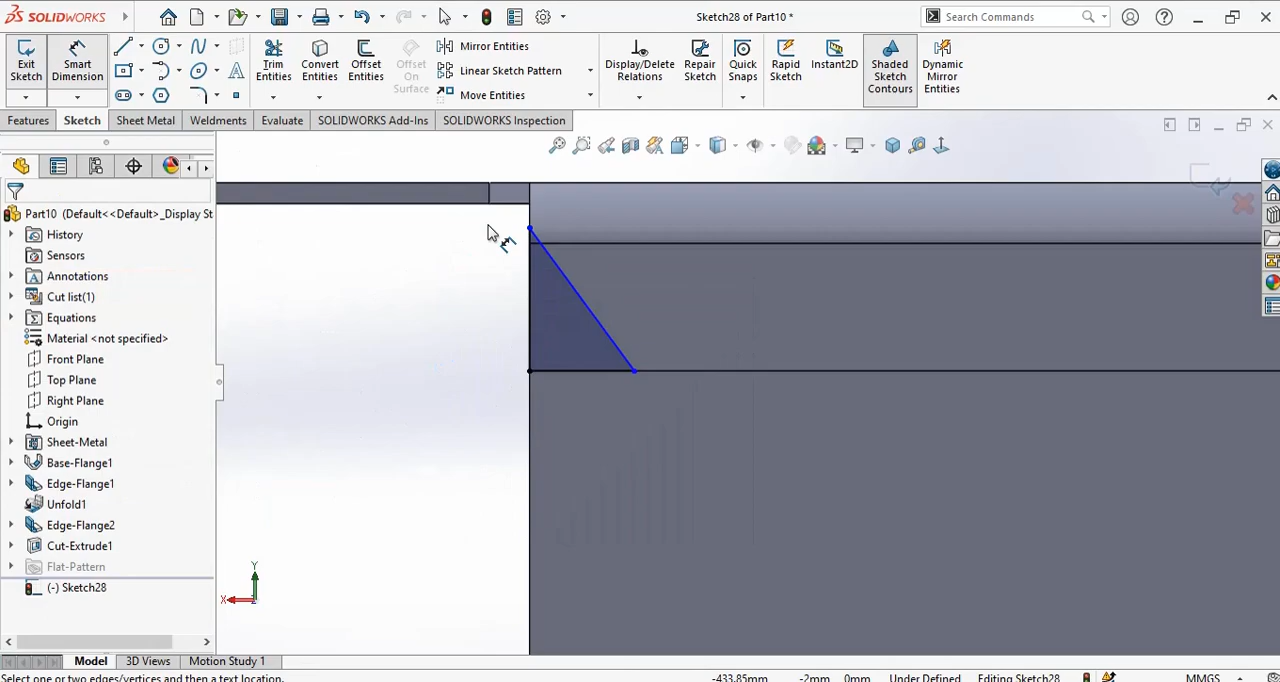 SOLIDWORKS
Sketch28 of Part10 *
Search Commands
Exit Sketch
Smart Dimension
Trim Entities
Convert Entities
Offset Entities
Offset On Surface
Mirror Entities
Linear Sketch Pattern
Move Entities
Display/Delete Relations
Repair Sketch
Quick Snaps
Rapid Sketch
Instant2D
Shaded Sketch Contours
Dynamic Mirror Entities
Features
Sketch
Sheet Metal
Weldments
Evaluate
SOLIDWORKS Add-Ins
SOLIDWORKS Inspection
Part10 (Default<<Default>_Display St
History
Sensors
Annotations
Cut list(1)
Equations
Material <not specified>
Front Plane
Top Plane
Right Plane
Origin
Sheet-Metal
Base-Flange1
Edge-Flange1
Unfold1
Edge-Flange2
Cut-Extrude1
Flat-Pattern
(-) Sketch28
Y
X
Model
3D Views
Motion Study 1
Select one or two edges/vertices and then a text location.
-433.85mm
-2mm
0mm
Under Defined
Editing Sketch28
MMGS